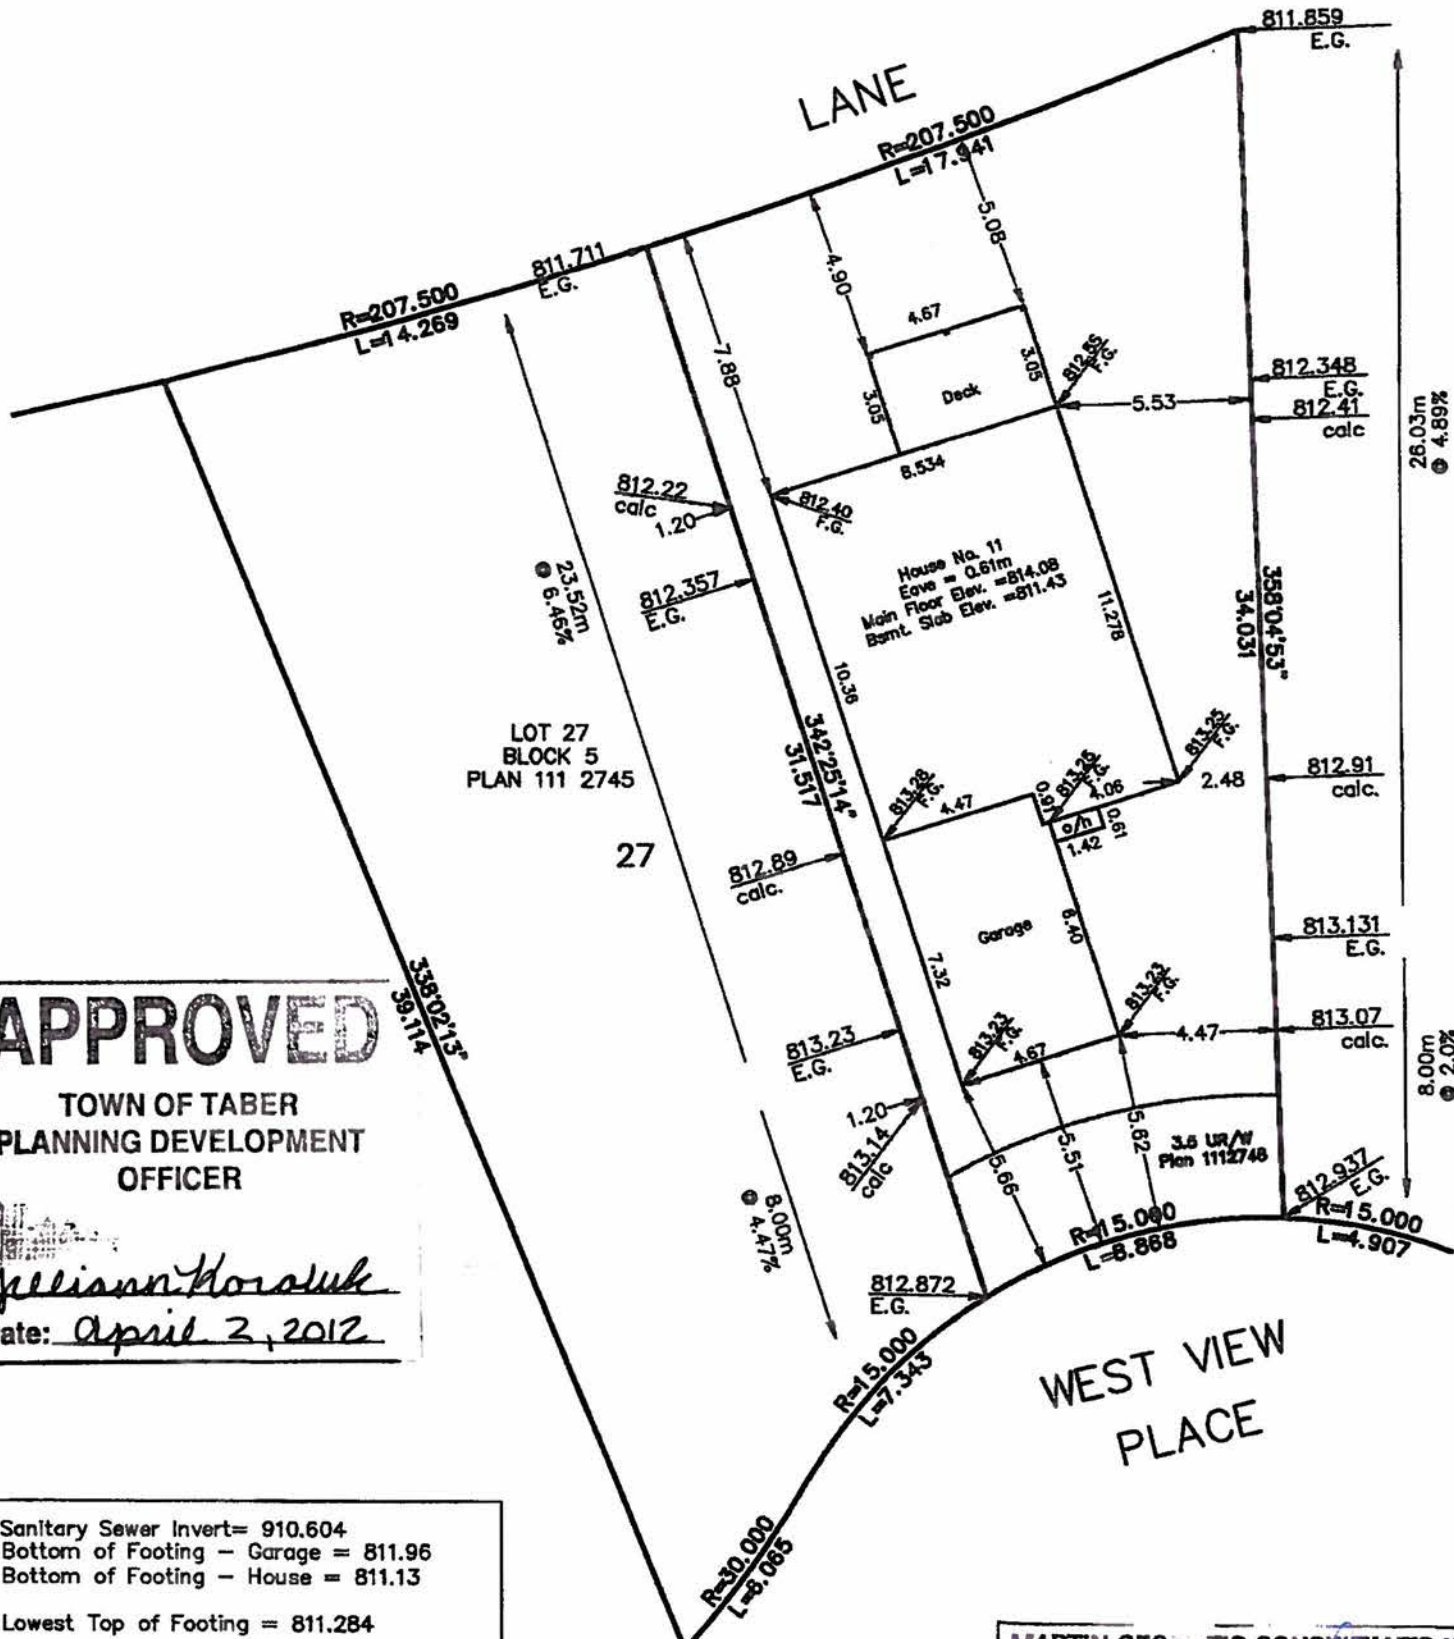 811.859
E.G.
LANE
R=207.500
L=17.941
811.711
E.G.
R=207.500
L=14.269
5.08
4.90
7.88
4.67
3.05
3.05
Deck
812.55
F.G.
5.53
812.348
E.G.
812.41
calc
26.03m
@ 4.89%
8.534
812.22
calc
1.20
812.40
F.G.
23.52m
@ 6.46%
812.357
E.G.
House No. 11
Eave = 0.61m
Main Floor Elev. =814.08
Bsmt. Slab Elev. =811.43
11.278
358°04'53"
34.031
10.36
342°25'14"
31.517
LOT 27
BLOCK 5
PLAN 111 2745
27
813.28
F.G.
4.47
0.91
F.G.
4.06
813.25
F.G.
2.48
812.91
calc.
o/h
0.61
1.42
812.89
calc.
Garage
6.40
7.32
813.131
E.G.
338°02'13"
39.114
813.23
F.G.
813.23
F.G.
4.67
4.47
813.07
calc.
813.23
E.G.
8.00m
@ 2.0%
1.20
813.14
calc
5.66
5.51
5.62
3.5 UR/W
Plan 1112748
812.937
E.G.
8.00m
@ 4.47%
R=15.000
L=8.868
R=15.000
L=4.907
812.872
E.G.
R=15.000
L=7.343
WEST VIEW
PLACE
R=30.000
L=8.065
APPROVED
TOWN OF TABER
PLANNING DEVELOPMENT
OFFICER
ate: April 2, 2012
Sanitary Sewer Invert= 910.604
Bottom of Footing – Garage = 811.96
Bottom of Footing – House = 811.13
Lowest Top of Footing = 811.284